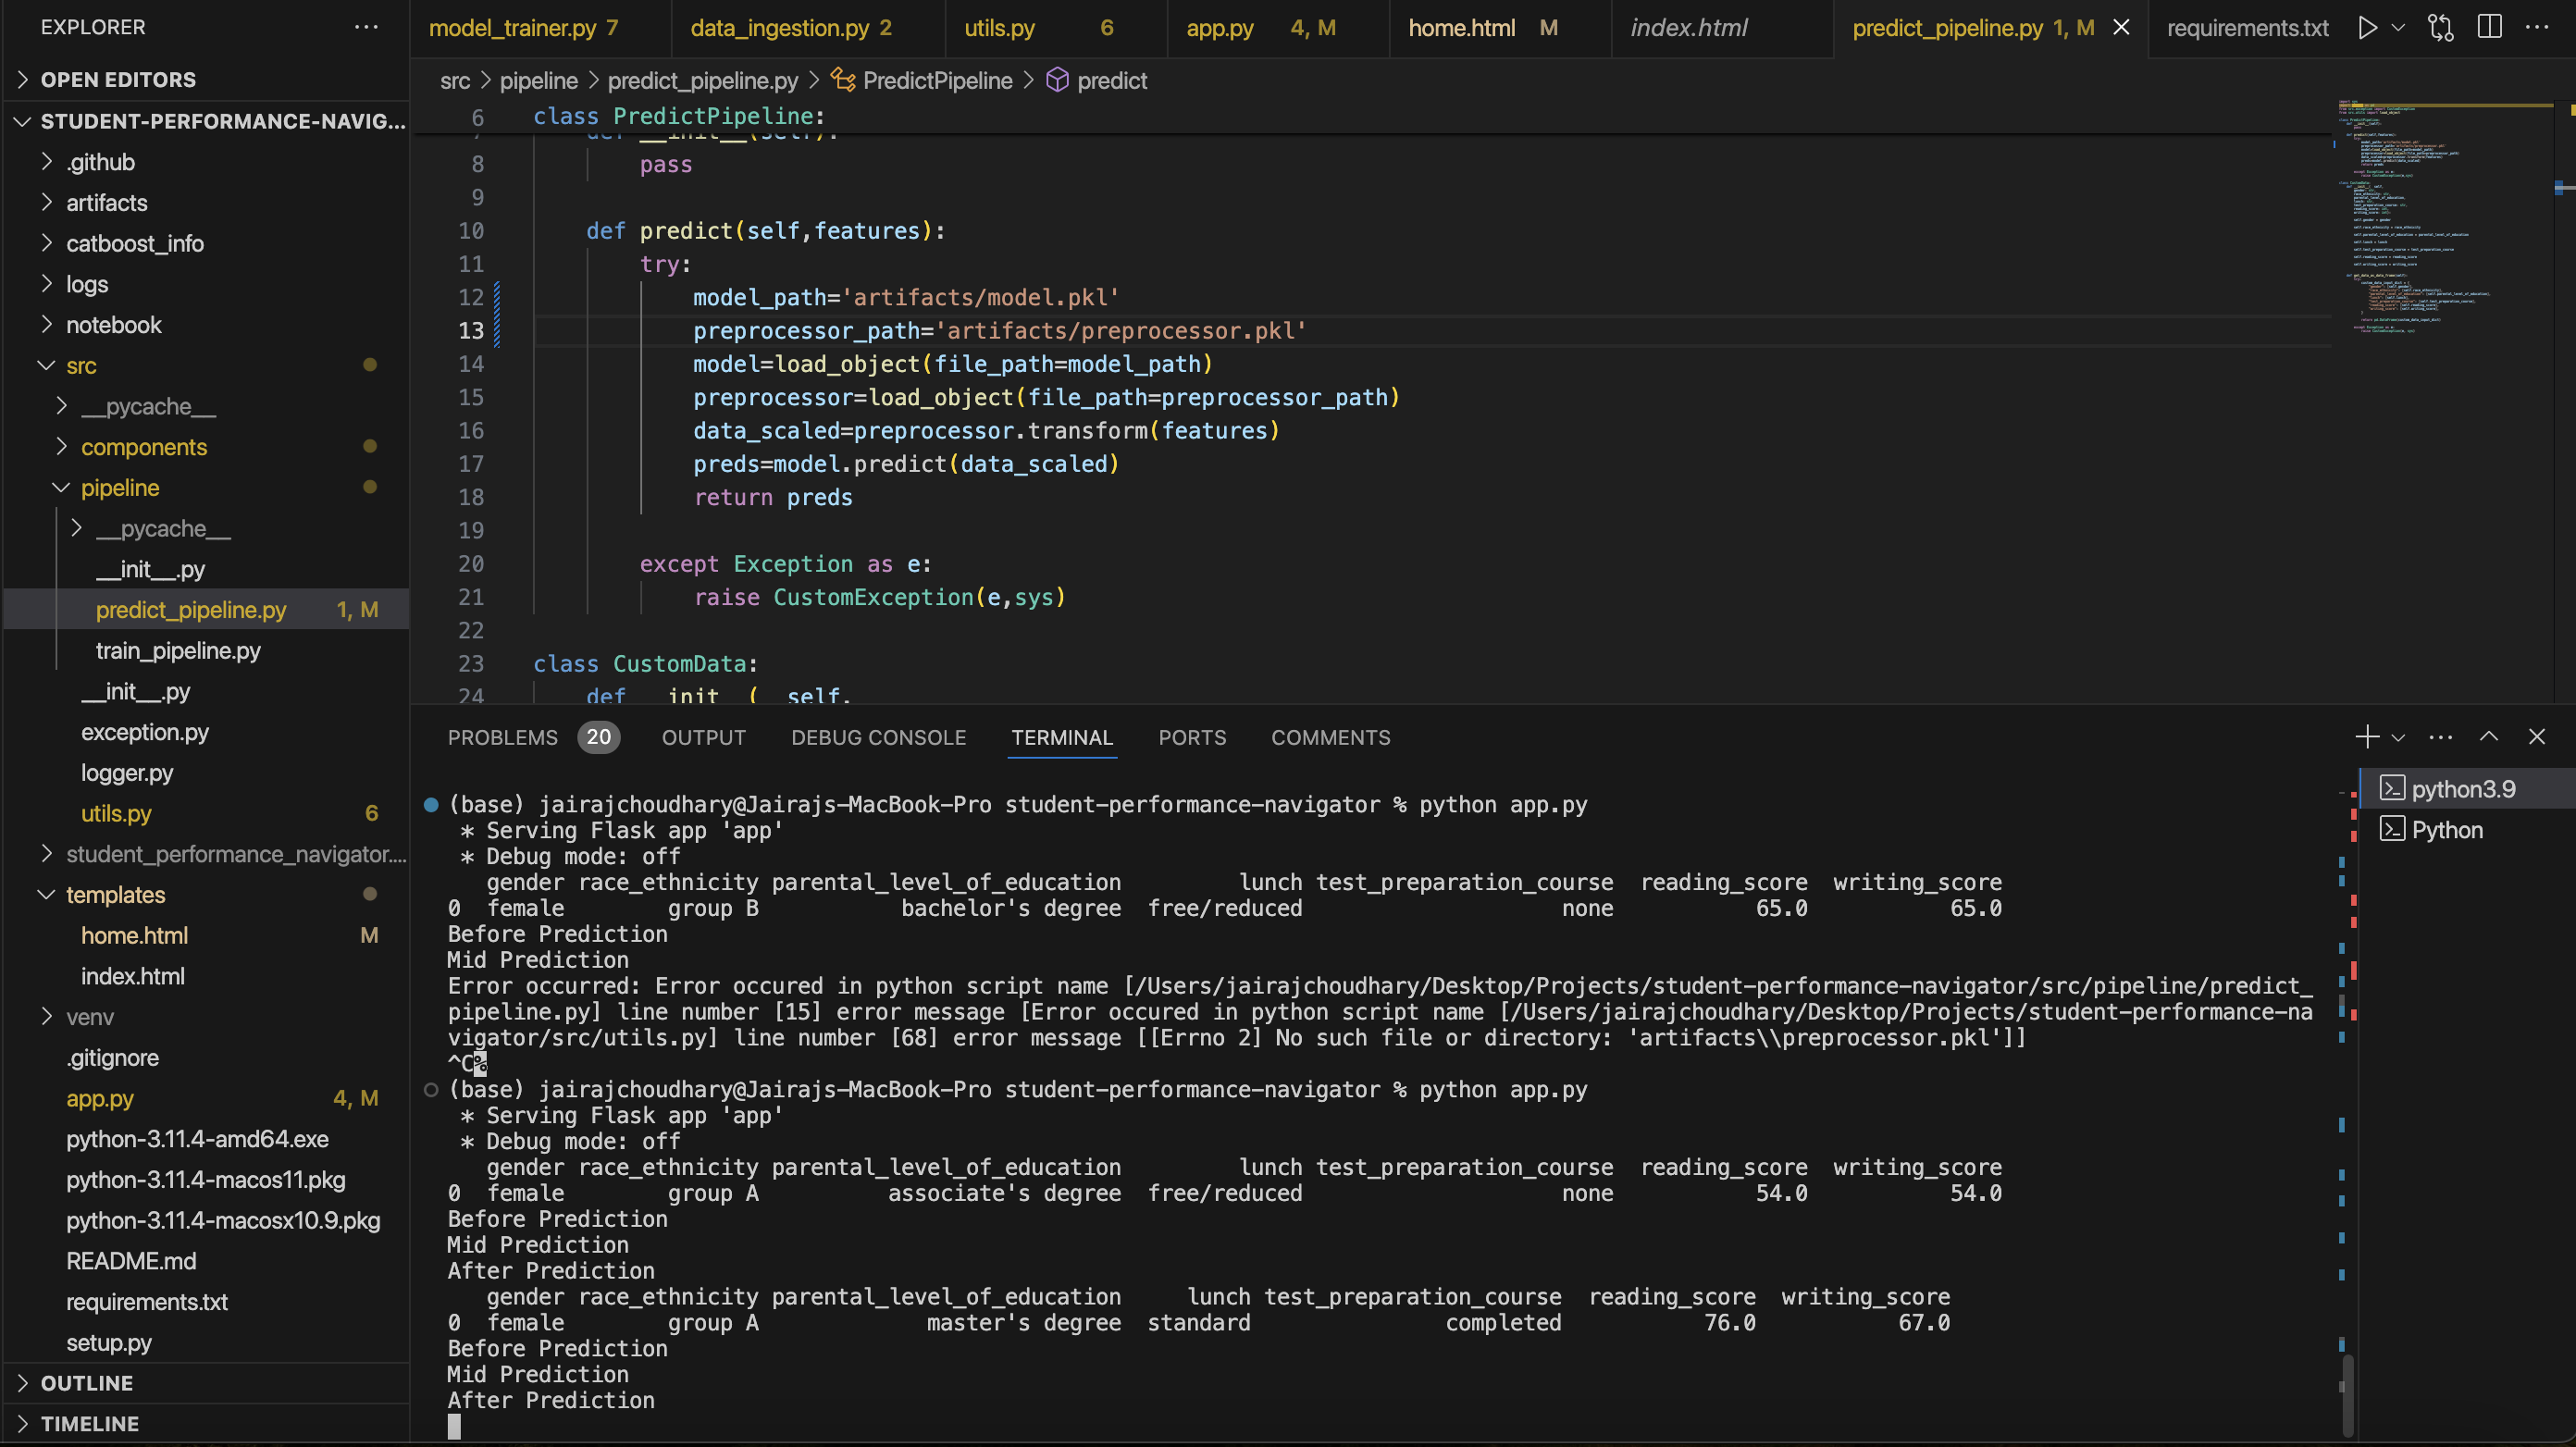 EXPLORER
OPEN EDITORS
STUDENT-PERFORMANCE-NAVIG...
.github
artifacts
catboost_info
logs
notebook
src
__pycache__
components
pipeline
__pycache__
__init__.py
predict_pipeline.py 1, M
train_pipeline.py
__init__.py
exception.py
logger.py
utils.py 6
student_performance_navigator....
templates
home.html M
index.html
venv
.gitignore
app.py 4, M
python-3.11.4-amd64.exe
python-3.11.4-macos11.pkg
python-3.11.4-macosx10.9.pkg
README.md
requirements.txt
setup.py
OUTLINE
TIMELINE
model_trainer.py 7 data_ingestion.py 2 utils.py 6 app.py 4, M home.html M index.html predict_pipeline.py 1, M requirements.txt
src > pipeline > predict_pipeline.py > PredictPipeline > predict
6 class PredictPipeline:
7 def __init__(self):
8 pass
9
10 def predict(self,features):
11 try:
12 model_path='artifacts/model.pkl'
13 preprocessor_path='artifacts/preprocessor.pkl'
14 model=load_object(file_path=model_path)
15 preprocessor=load_object(file_path=preprocessor_path)
16 data_scaled=preprocessor.transform(features)
17 preds=model.predict(data_scaled)
18 return preds
19
20 except Exception as e:
21 raise CustomException(e,sys)
22
23 class CustomData:
24 def __init__( self,
PROBLEMS 20 OUTPUT DEBUG CONSOLE TERMINAL PORTS COMMENTS
(base) jairajchoudhary@Jairajs-MacBook-Pro student-performance-navigator % python app.py
* Serving Flask app 'app'
* Debug mode: off
gender race_ethnicity parental_level_of_education lunch test_preparation_course reading_score writing_score
0 female group B bachelor's degree free/reduced none 65.0 65.0
Before Prediction
Mid Prediction
Error occurred: Error occured in python script name [/Users/jairajchoudhary/Desktop/Projects/student-performance-navigator/src/pipeline/predict_
pipeline.py] line number [15] error message [Error occured in python script name [/Users/jairajchoudhary/Desktop/Projects/student-performance-na
vigator/src/utils.py] line number [68] error message [[Errno 2] No such file or directory: 'artifacts\\preprocessor.pkl']]
^C%
(base) jairajchoudhary@Jairajs-MacBook-Pro student-performance-navigator % python app.py
* Serving Flask app 'app'
* Debug mode: off
gender race_ethnicity parental_level_of_education lunch test_preparation_course reading_score writing_score
0 female group A associate's degree free/reduced none 54.0 54.0
Before Prediction
Mid Prediction
After Prediction
gender race_ethnicity parental_level_of_education lunch test_preparation_course reading_score writing_score
0 female group A master's degree standard completed 76.0 67.0
Before Prediction
Mid Prediction
After Prediction
python3.9
Python